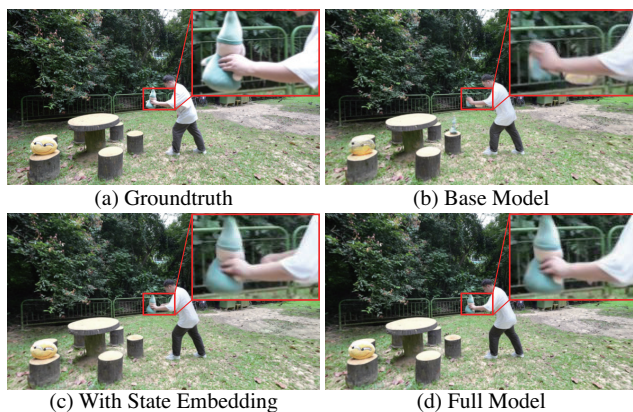 (a) Groundtruth
(b) Base Model
(c) With State Embedding
(d) Full Model